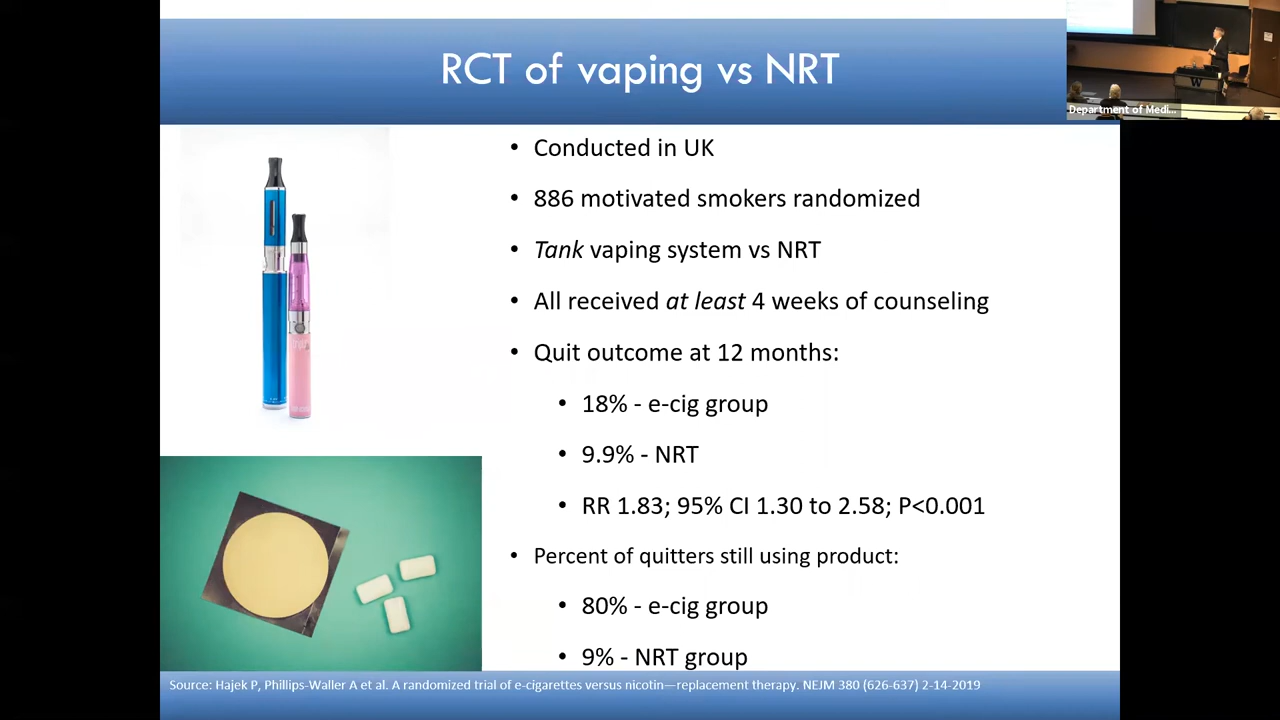 RCT of vaping vs NRT
Department of Medi...
W
• Conducted in UK
• 886 motivated smokers randomized
• Tank vaping system vs NRT
• All received at least 4 weeks of counseling
• Quit outcome at 12 months:
• 18% - e-cig group
• 9.9% - NRT
• RR 1.83; 95% CI 1.30 to 2.58; P<0.001
• Percent of quitters still using product:
• 80% - e-cig group
• 9% - NRT group
Source: Hajek P, Phillips-Waller A et al. A randomized trial of e-cigarettes versus nicotin—replacement therapy. NEJM 380 (626-637) 2-14-2019